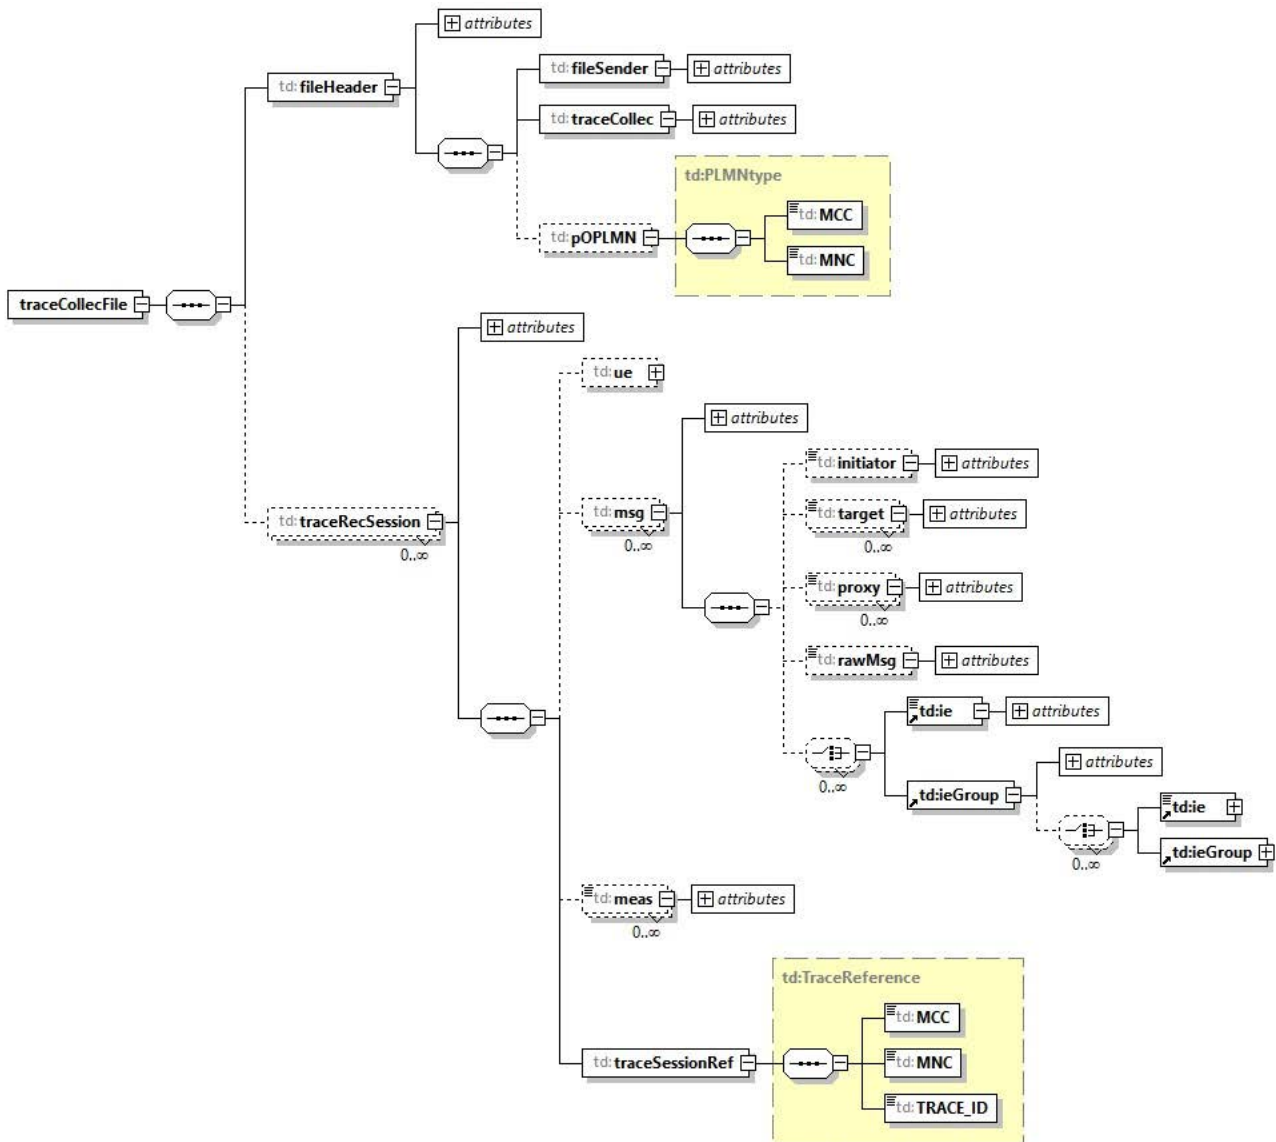 attributes
td:fileSender
attributes
td:fileHeader
td:traceCollec
attributes
td:PLMNtype
td:MCC
td:pOPLMN
td:MNC
traceCollecFile
attributes
td:ue
attributes
td:initiator
attributes
td:msg
0..∞
td:target
attributes
0..∞
td:traceRecSession
0..∞
td:proxy
attributes
0..∞
td:rawMsg
attributes
td:ie
attributes
0..∞
attributes
td:ieGroup
td:ie
0..∞
td:ieGroup
td:meas
attributes
0..∞
td:TraceReference
td:MCC
td:traceSessionRef
td:MNC
td:TRACE_ID